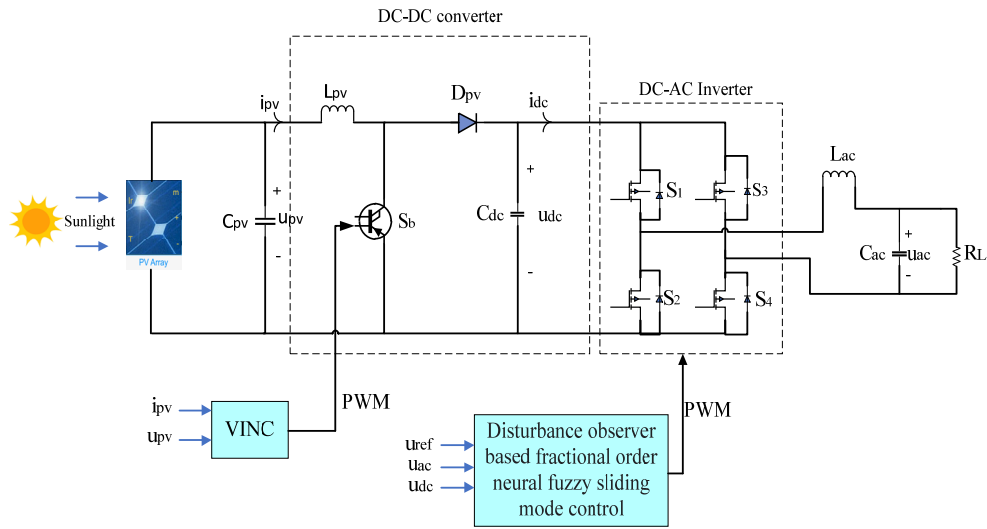 DC-DC converter
DC-AC Inverter
Lpv
Dpv
ipv
idc
Lac
S1
S3
Ir
m
Sunlight
+
T
-
PV Array
Cpv
+
upv
-
Sb
Cdc
+
udc
-
Cac
+
uac
-
RL
S2
S4
PWM
PWM
ipv
upv
VINC
uref
uac
udc
Disturbance observer
based fractional order
neural fuzzy sliding
mode control